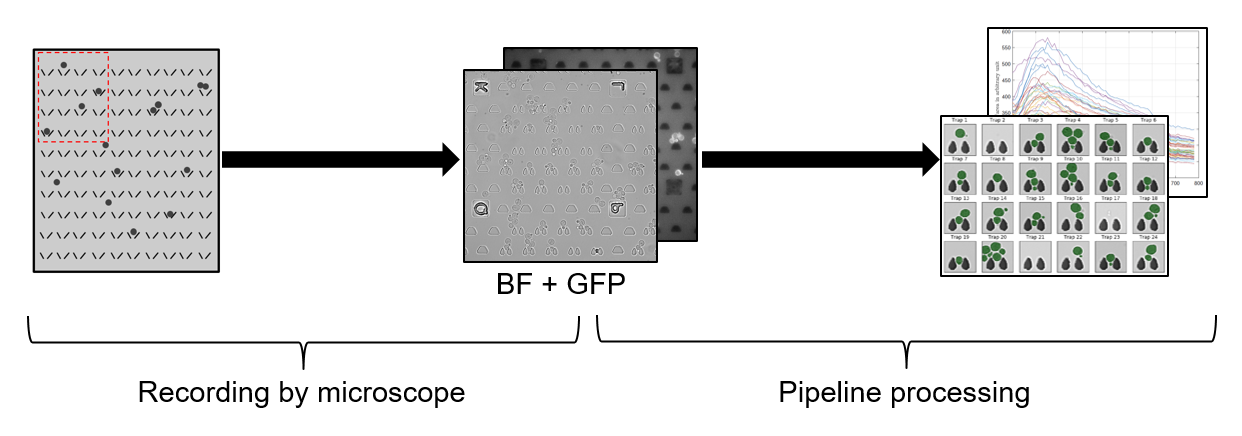 BF + GFP
Recording by microscope
Pipeline processing
600
550
500
450
400
350
700
800
Trap 1 Trap 2 Trap 3 Trap 4 Trap 5 Trap 6
Trap 7 Trap 8 Trap 9 Trap 10 Trap 11 Trap 12
Trap 13 Trap 14 Trap 15 Trap 16 Trap 17 Trap 18
Trap 19 Trap 20 Trap 21 Trap 22 Trap 23 Trap 24